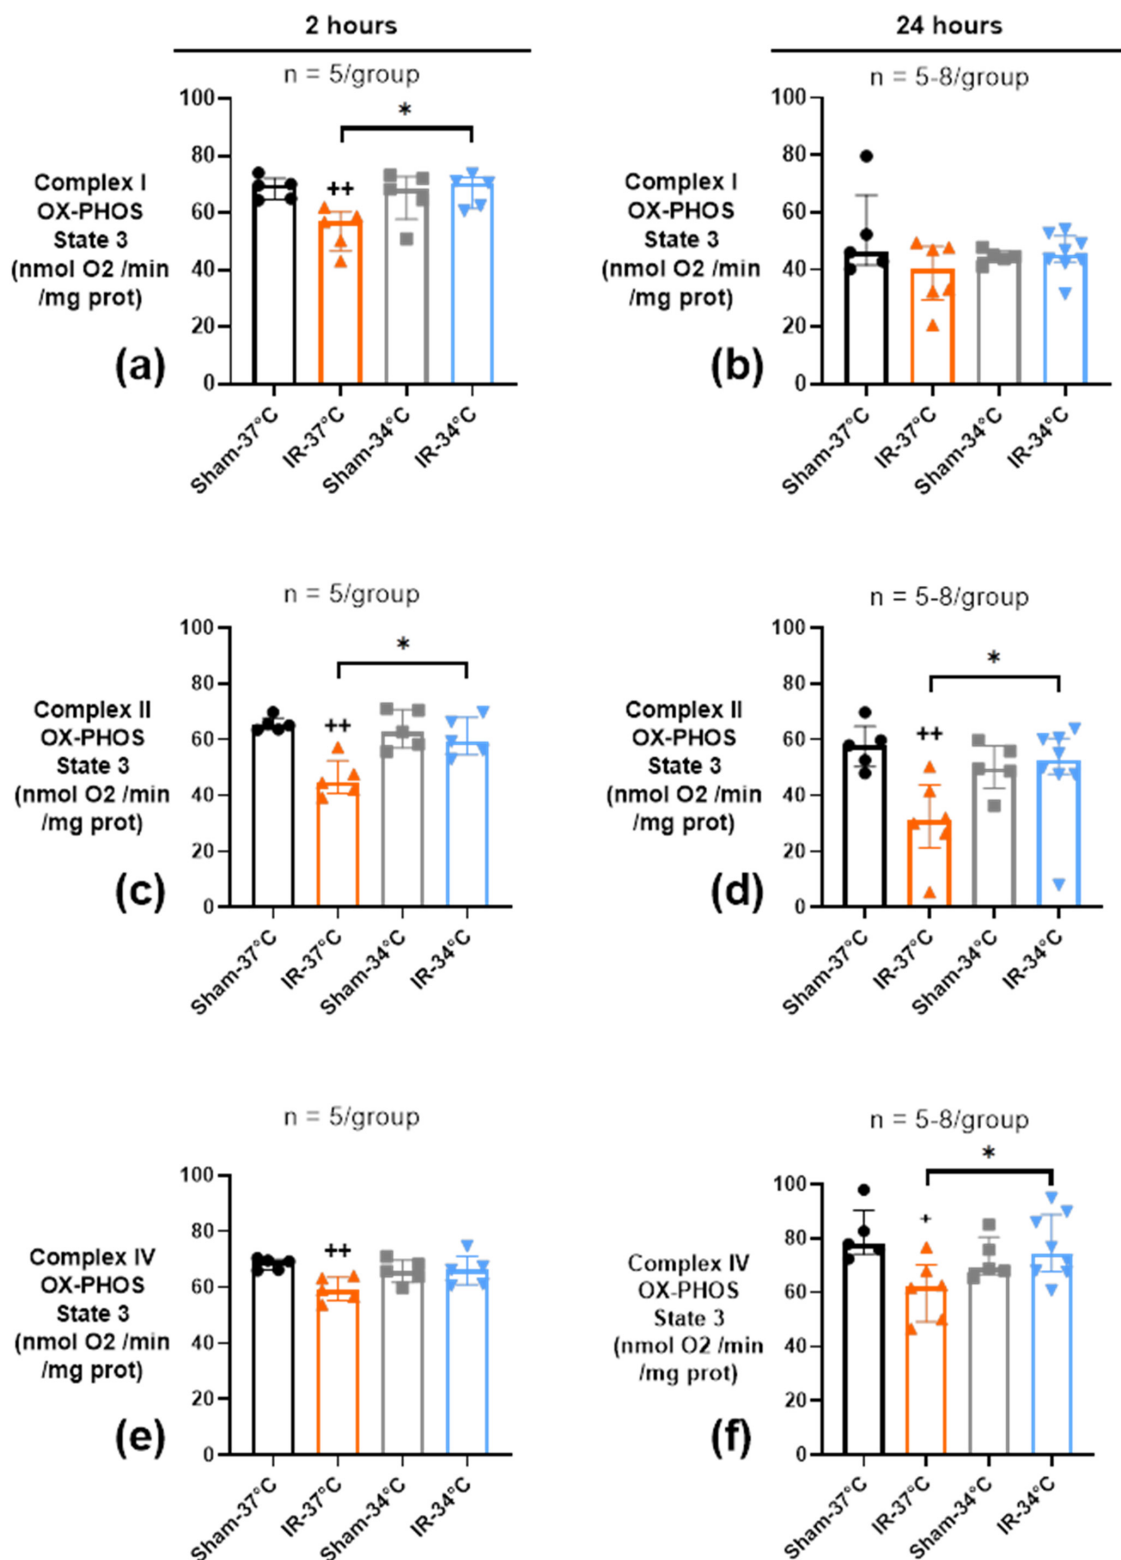 2 hours
24 hours
n = 5/group
*
++
100
80
60
40
20
0
Complex I
OX-PHOS
State 3
(nmol O2 /min
/mg prot)
(a)
Sham-37°C
IR-37°C
Sham-34°C
IR-34°C
n = 5-8/group
100
80
60
40
20
0
Complex I
OX-PHOS
State 3
(nmol O2 /min
/mg prot)
(b)
Sham-37°C
IR-37°C
Sham-34°C
IR-34°C
n = 5/group
*
++
100
80
60
40
20
0
Complex II
OX-PHOS
State 3
(nmol O2 /min
/mg prot)
(c)
Sham-37°C
IR-37°C
Sham-34°C
IR-34°C
n = 5-8/group
*
++
100
80
60
40
20
0
Complex II
OX-PHOS
State 3
(nmol O2 /min
/mg prot)
(d)
Sham-37°C
IR-37°C
Sham-34°C
IR-34°C
n = 5/group
++
100
80
60
40
20
0
Complex IV
OX-PHOS
State 3
(nmol O2 /min
/mg prot)
(e)
Sham-37°C
IR-37°C
Sham-34°C
IR-34°C
n = 5-8/group
*
+
100
80
60
40
20
0
Complex IV
OX-PHOS
State 3
(nmol O2 /min
/mg prot)
(f)
Sham-37°C
IR-37°C
Sham-34°C
IR-34°C